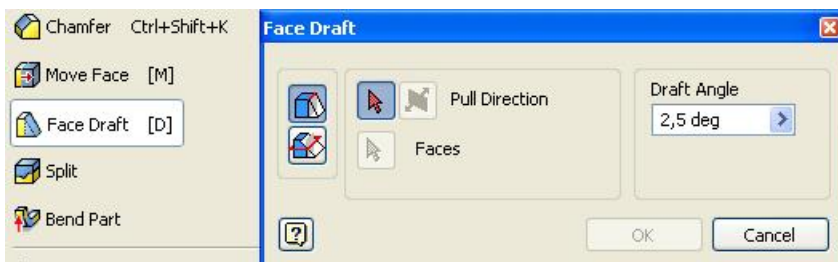 Chamfer Ctrl+Shift+K
Move Face [M]
Face Draft [D]
Split
Bend Part
Face Draft
Pull Direction
Faces
Draft Angle
2,5 deg
OK
Cancel